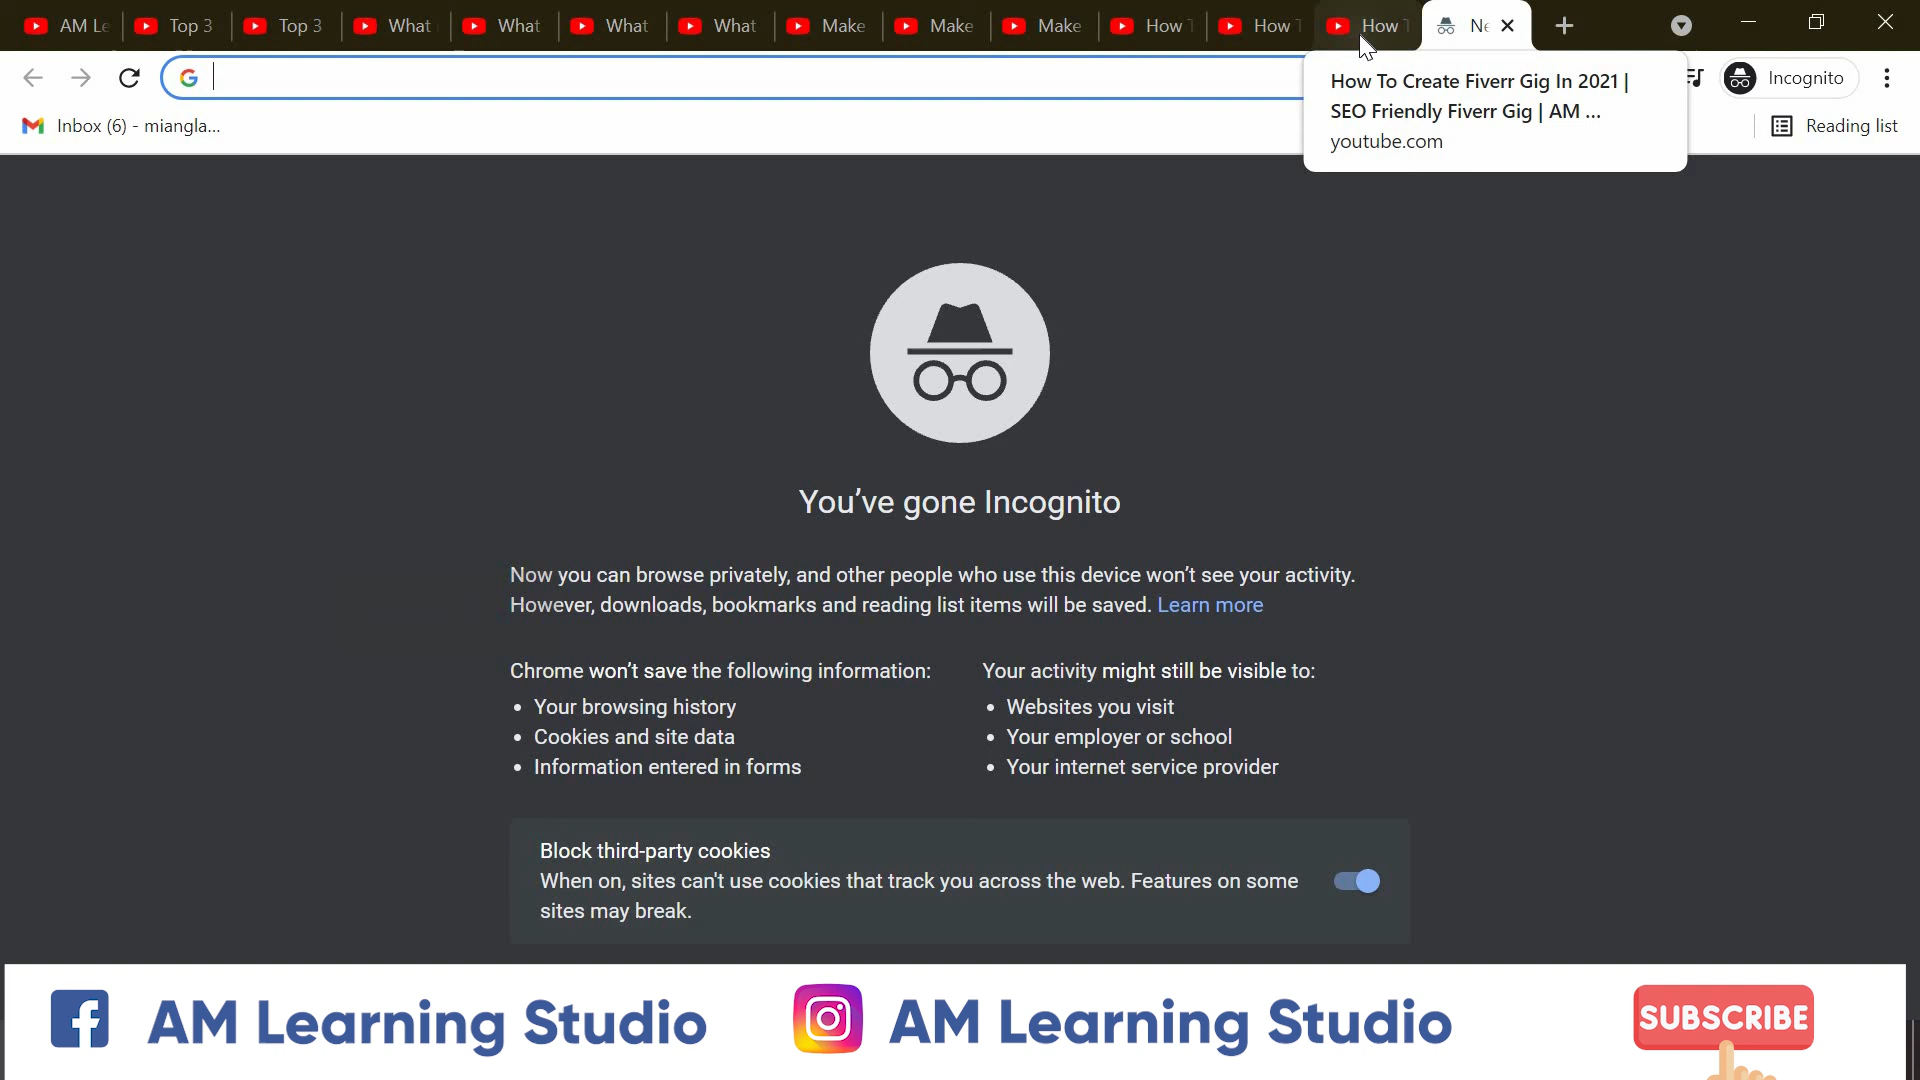 AM Le
Top 3
Top 3
What
What
What
What
Make
Make
Make
How T
How T
How T
Ne
Incognito
Inbox (6) - miangla...
Reading list
How To Create Fiverr Gig In 2021 |
SEO Friendly Fiverr Gig | AM ...
youtube.com
You've gone Incognito
Now you can browse privately, and other people who use this device won't see your activity.
However, downloads, bookmarks and reading list items will be saved. Learn more
Chrome won't save the following information:
Your browsing history
Cookies and site data
Information entered in forms
Your activity might still be visible to:
Websites you visit
Your employer or school
Your internet service provider
Block third-party cookies
When on, sites can't use cookies that track you across the web. Features on some
sites may break.
AM Learning Studio
AM Learning Studio
SUBSCRIBE